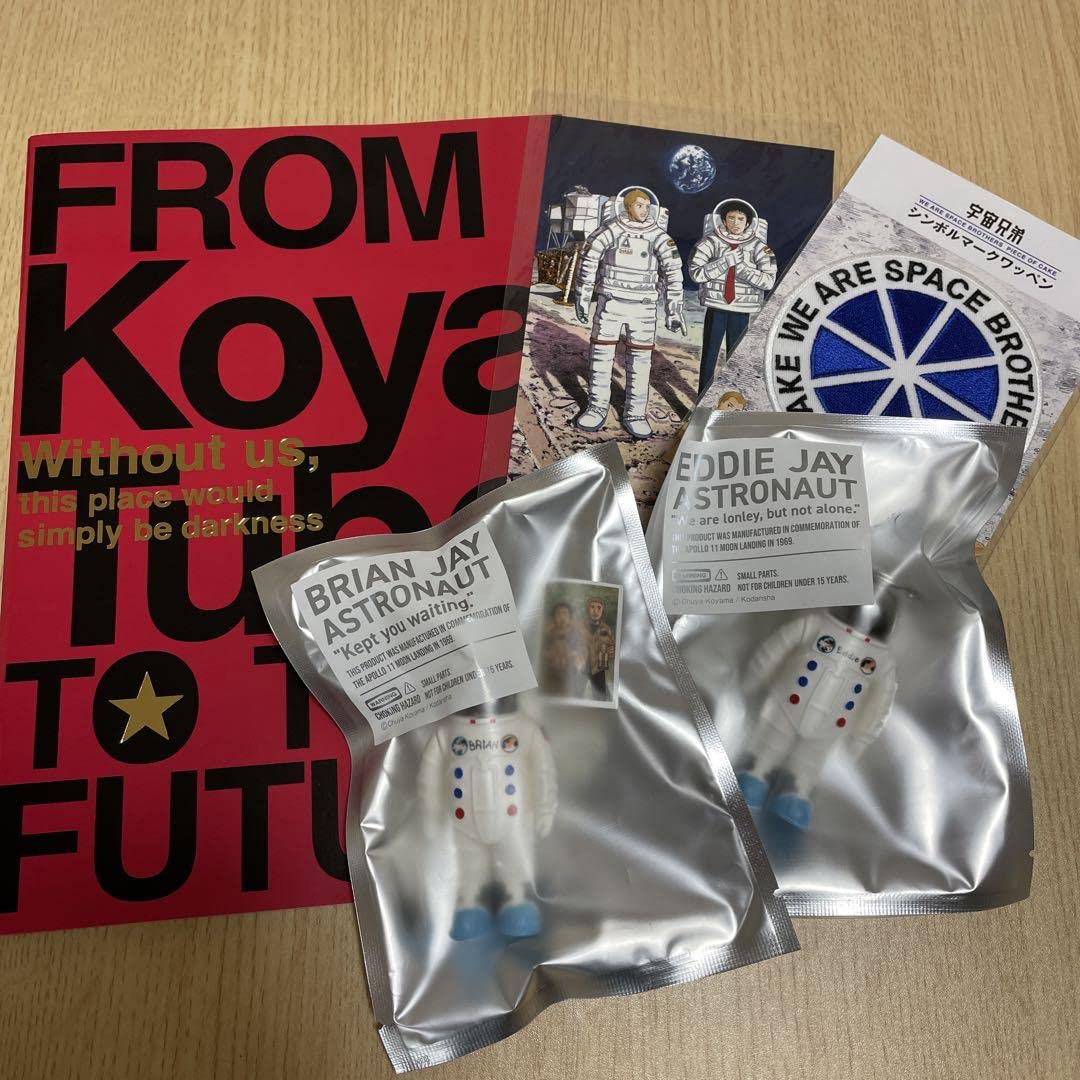 FROM
Koya
Without us,
this place would
simply be darkness
Tube
TO T
FUTU
宇宙兄弟
WE ARE SPACE BROTHERS PIECE OF CAKE
シンボルマークワッペン
AKE WE ARE SPACE BROTHE
EDDIE JAY
ASTRONAUT
"We are lonley, but not alone."
THIS PRODUCT WAS MANUFACTURED IN COMMEMORATION OF
THE APOLLO 11 MOON LANDING IN 1969.
WARNING
CHOKING HAZARD
SMALL PARTS.
NOT FOR CHILDREN UNDER 15 YEARS.
©Chuya Koyama / Kodansha
Eddie
BRIAN JAY
ASTRONAUT
"Kept you waiting."
THIS PRODUCT WAS MANUFACTURED IN COMMEMORATION OF
THE APOLLO 11 MOON LANDING IN 1969.
WARNING
CHOKING HAZARD
SMALL PARTS.
NOT FOR CHILDREN UNDER 15 YEARS.
©Chuya Koyama / Kodansha
BRIAN